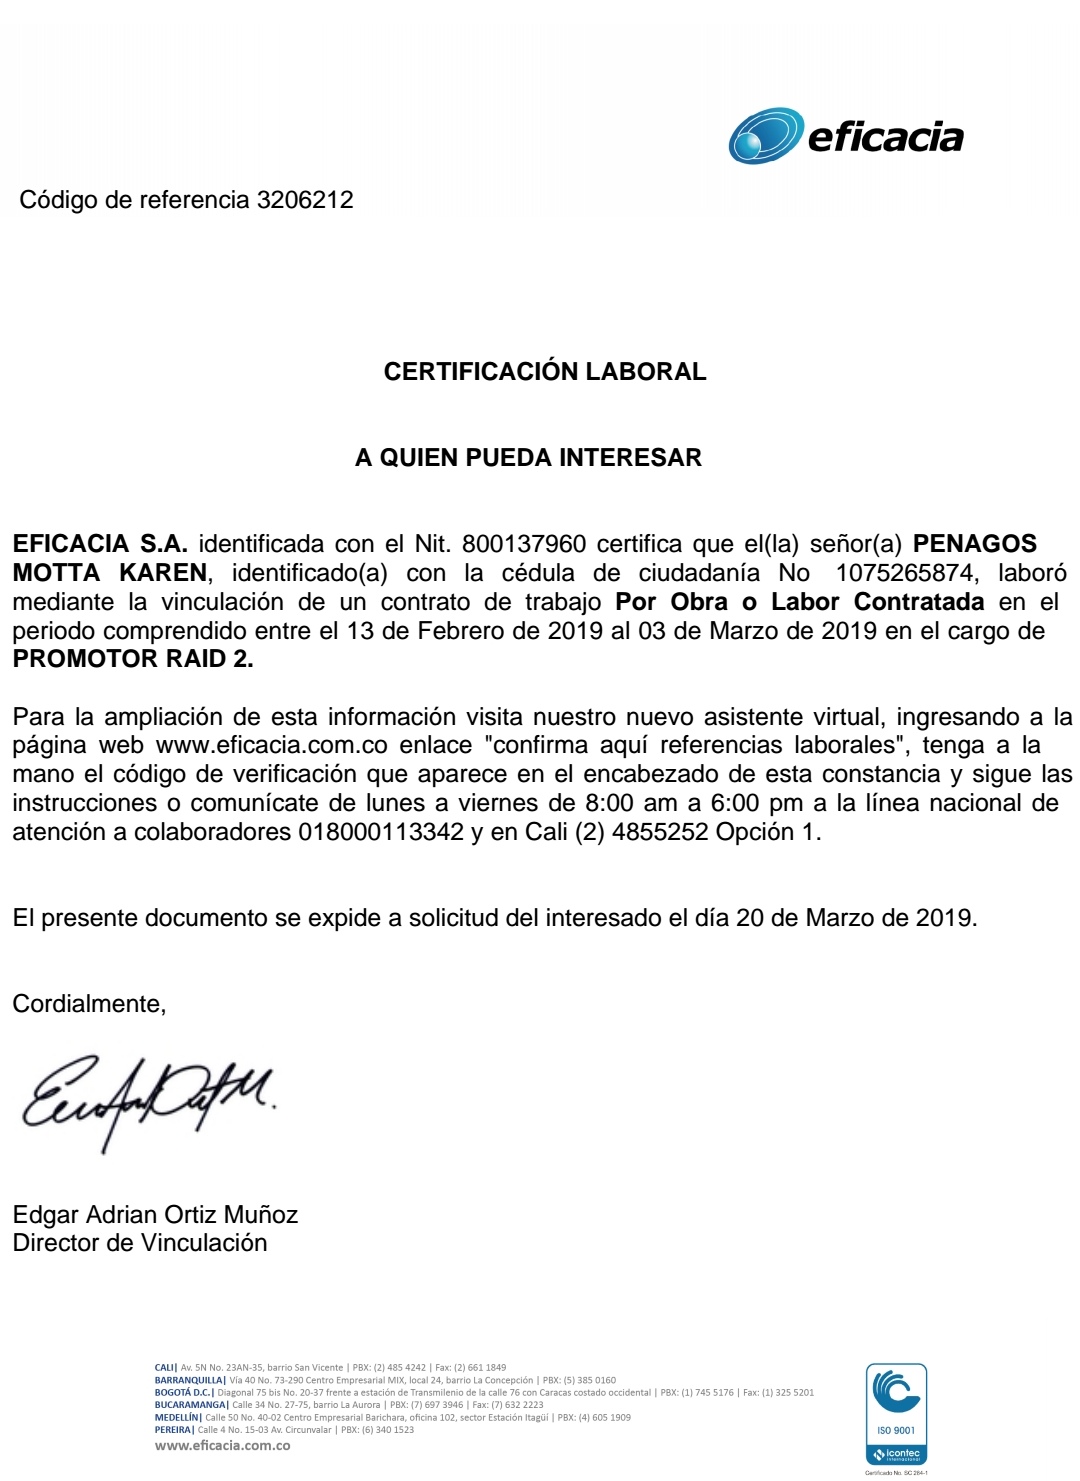 eficacia
Código de referencia 3206212
CERTIFICACIÓN LABORAL
A QUIEN PUEDA INTERESAR
EFICACIA S.A. identificada con el Nit. 800137960 certifica que el(la) señor(a) PENAGOS
MOTTA KAREN, identificado(a) con la cédula de ciudadanía No 1075265874, laboró
mediante la vinculación de un contrato de trabajo Por Obra o Labor Contratada en el
periodo comprendido entre el 13 de Febrero de 2019 al 03 de Marzo de 2019 en el cargo de
PROMOTOR RAID 2.
Para la ampliación de esta información visita nuestro nuevo asistente virtual, ingresando a la
página web www.eficacia.com.co enlace "confirma aquí referencias laborales", tenga a la
mano el código de verificación que aparece en el encabezado de esta constancia y sigue las
instrucciones o comunícate de lunes a viernes de 8:00 am a 6:00 pm a la línea nacional de
atención a colaboradores 018000113342 y en Cali (2) 4855252 Opción 1.
El presente documento se expide a solicitud del interesado el día 20 de Marzo de 2019.
Cordialmente,
Edgar Adrian Ortiz Muñoz
Director de Vinculación
CALI| Av. 5N No. 23AN-35, barrio San Vicente | PBX: (2) 485 4242 | Fax: (2) 661 1849
BARRANQUILLA| Vía 40 No. 73-290 Centro Empresarial MIX, local 24, barrio La Concepción | PBX: (5) 385 0160
BOGOTÁ D.C.| Diagonal 75 bis No. 20-37 frente a estación de Transmilenio de la calle 76 con Caracas costado occidental | PBX: (1) 745 5176 | Fax: (1) 325 5201
BUCARAMANGA| Calle 34 No. 27-75, barrio La Aurora | PBX: (7) 697 3946 | Fax: (7) 632 2223
MEDELLÍN| Calle 50 No. 40-02 Centro Empresarial Barichara, oficina 102, sector Estación Itagüí | PBX: (4) 605 1909
PEREIRA| Calle 4 No. 15-03 Av. Circunvalar | PBX: (6) 340 1523
www.eficacia.com.co
ISO 9001
icontec
internacional
Certificado No. SC 284-1